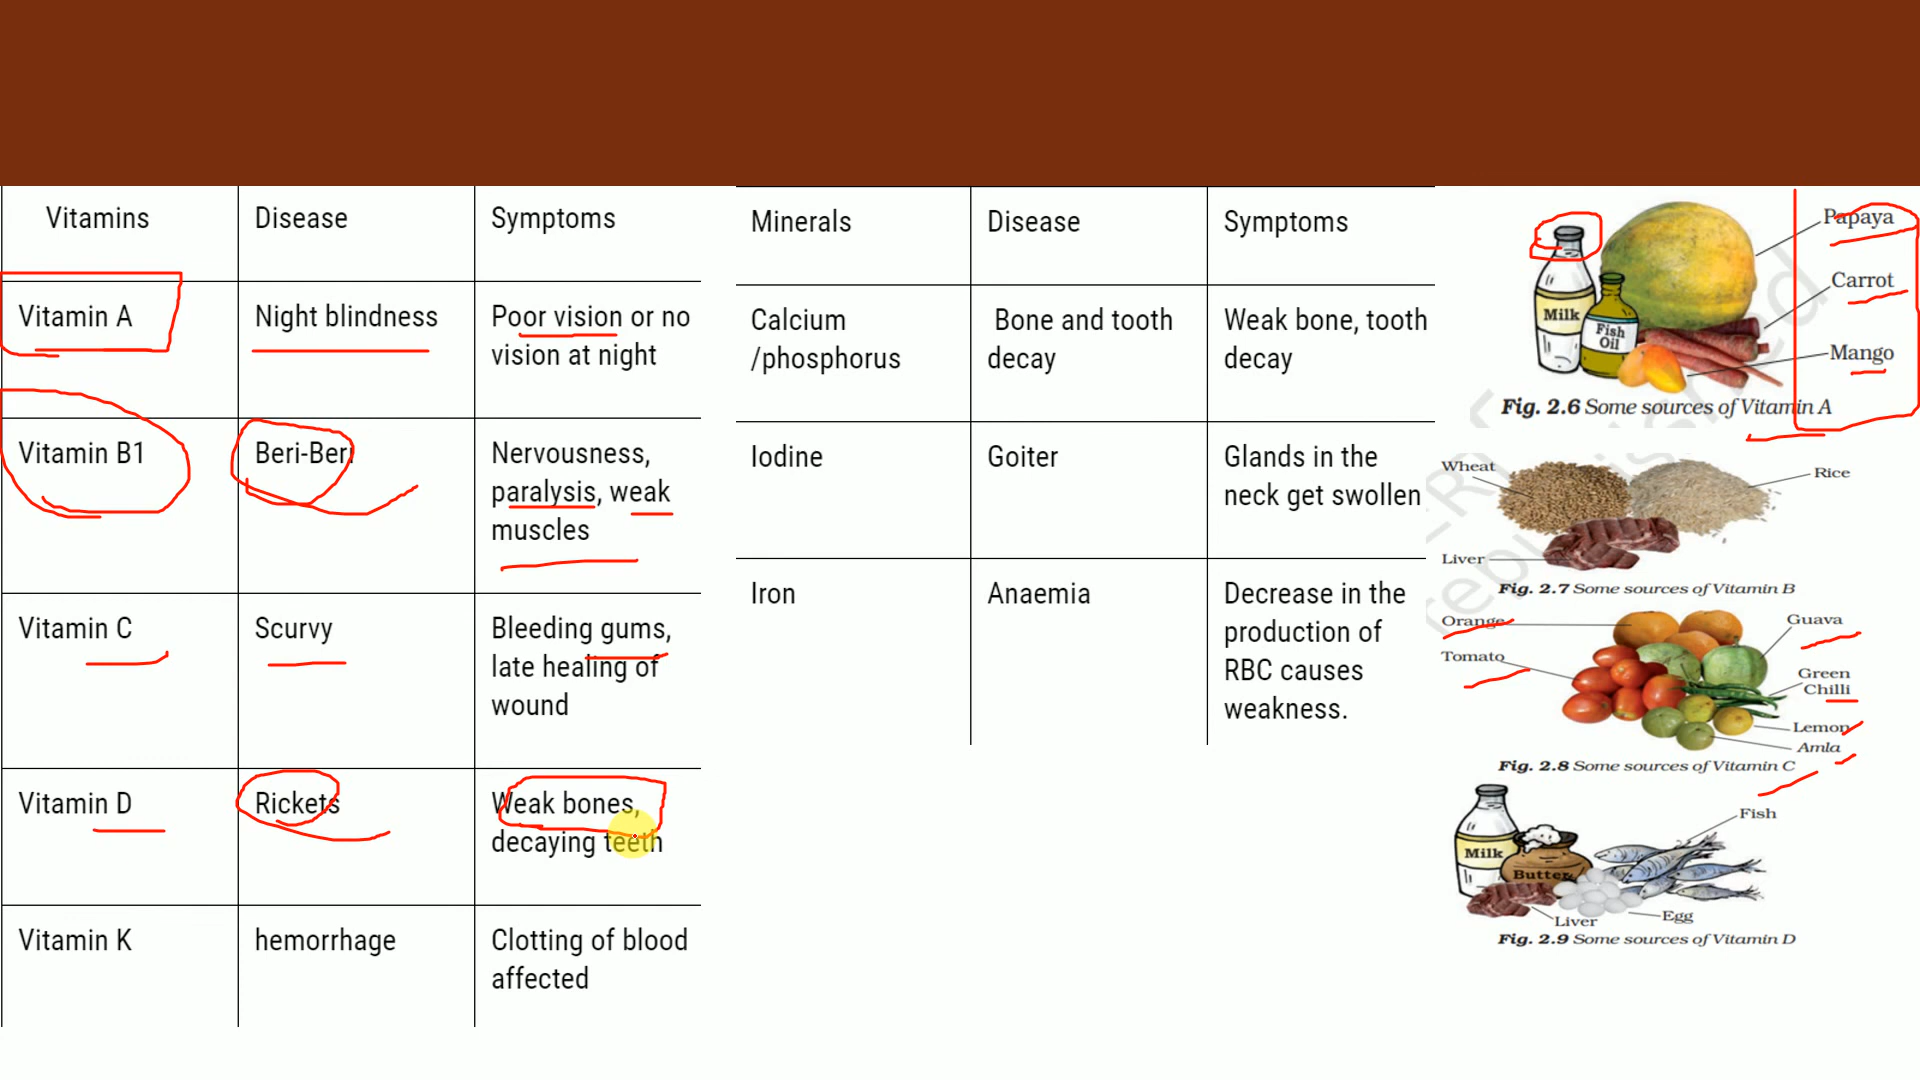 Vitamins
Disease
Symptoms
Vitamin A
Night blindness
Poor vision or no
vision at night
Vitamin B1
Beri-Beri
Nervousness,
paralysis, weak
muscles
Vitamin C
Scurvy
Bleeding gums,
late healing of
wound
Vitamin D
Rickets
Weak bones,
decaying teeth
Vitamin K
hemorrhage
Clotting of blood
affected
Minerals
Disease
Symptoms
Calcium
/phosphorus
Bone and tooth
decay
Weak bone, tooth
decay
Iodine
Goiter
Glands in the
neck get swollen
Iron
Anaemia
Decrease in the
production of
RBC causes
weakness.
Papaya
Carrot
Mango
Milk
Fish
Oil
Fig. 2.6 Some sources of Vitamin A
Wheat
Rice
Liver
Fig. 2.7 Some sources of Vitamin B
Orange
Guava
Tomato
Green
Chilli
Lemon
Amla
Fig. 2.8 Some sources of Vitamin C
Fish
Milk
Butter
Liver
Egg
Fig. 2.9 Some sources of Vitamin D